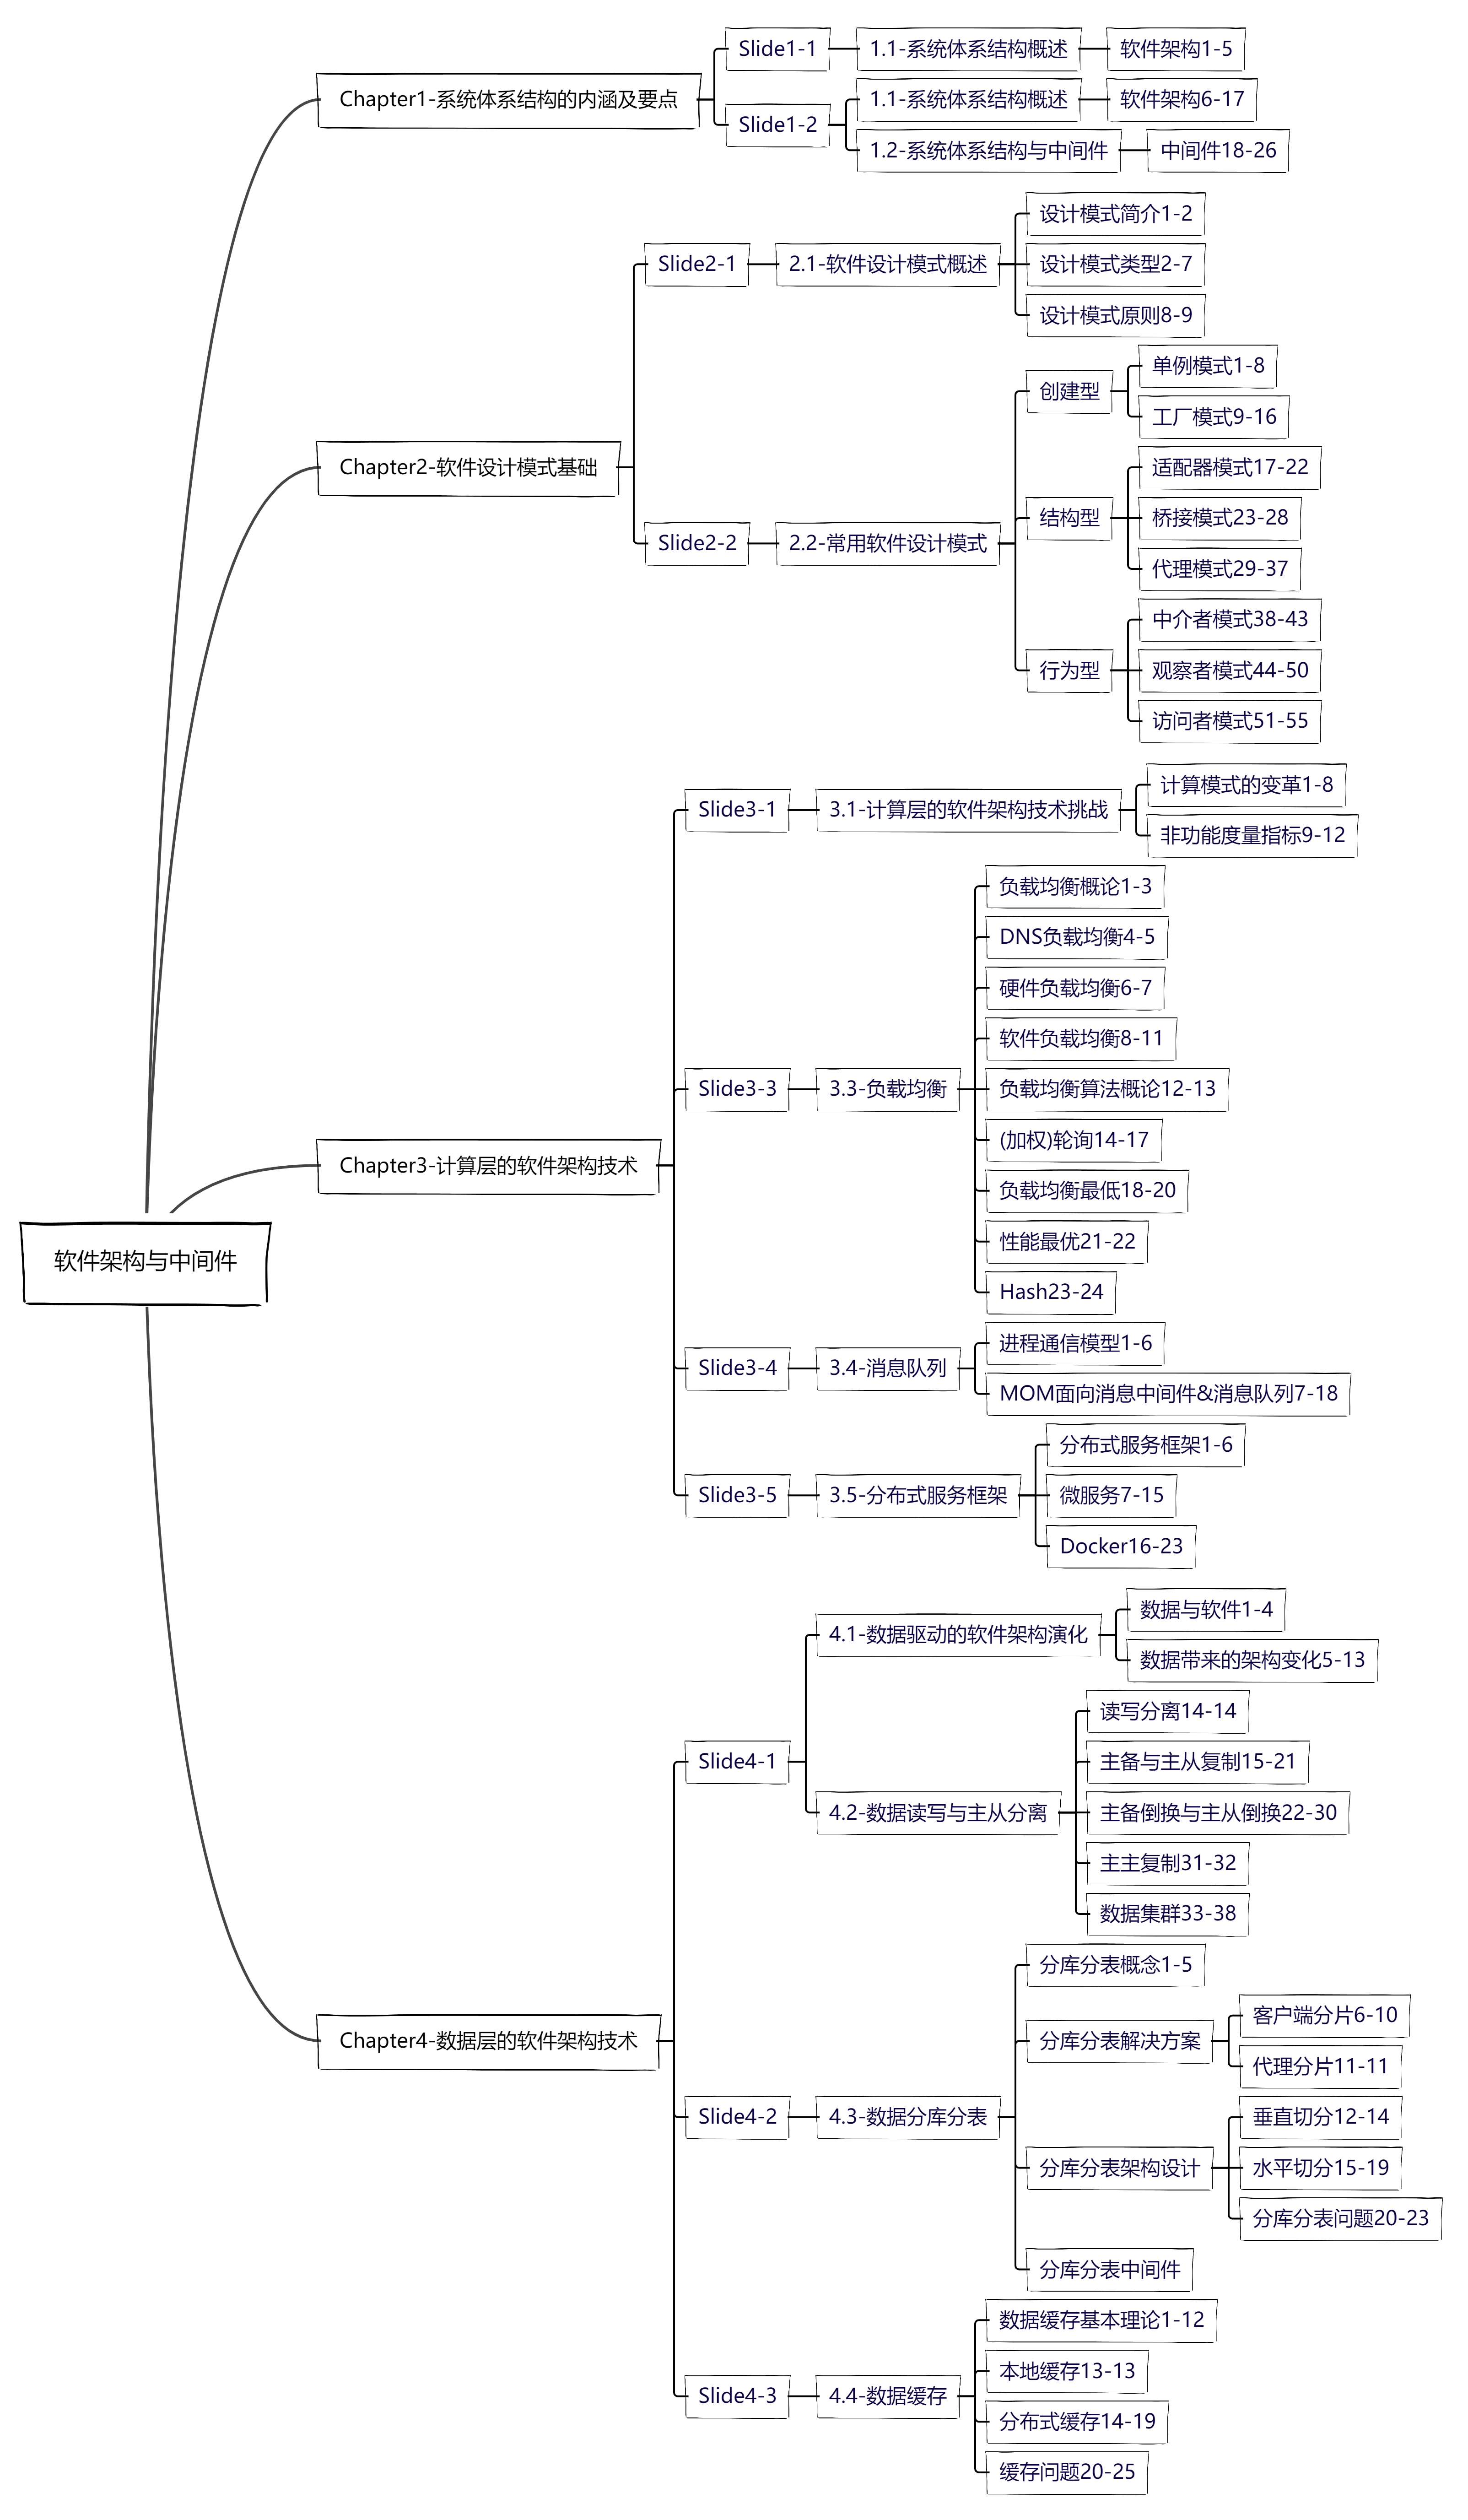 软件架构与中间件
Chapter1-系统体系结构的内涵及要点
Slide1-1
1.1-系统体系结构概述
软件架构1-5
Slide1-2
1.1-系统体系结构概述
软件架构6-17
1.2-系统体系结构与中间件
中间件18-26
Chapter2-软件设计模式基础
Slide2-1
2.1-软件设计模式概述
设计模式简介1-2
设计模式类型2-7
设计模式原则8-9
Slide2-2
2.2-常用软件设计模式
创建型
单例模式1-8
工厂模式9-16
结构型
适配器模式17-22
桥接模式23-28
代理模式29-37
行为型
中介者模式38-43
观察者模式44-50
访问者模式51-55
Chapter3-计算层的软件架构技术
Slide3-1
3.1-计算层的软件架构技术挑战
计算模式的变革1-8
非功能度量指标9-12
Slide3-3
3.3-负载均衡
负载均衡概论1-3
DNS负载均衡4-5
硬件负载均衡6-7
软件负载均衡8-11
负载均衡算法概论12-13
(加权)轮询14-17
负载均衡最低18-20
性能最优21-22
Hash23-24
Slide3-4
3.4-消息队列
进程通信模型1-6
MOM面向消息中间件&消息队列7-18
Slide3-5
3.5-分布式服务框架
分布式服务框架1-6
微服务7-15
Docker16-23
Chapter4-数据层的软件架构技术
Slide4-1
4.1-数据驱动的软件架构演化
数据与软件1-4
数据带来的架构变化5-13
4.2-数据读写与主从分离
读写分离14-14
主备与主从复制15-21
主备倒换与主从倒换22-30
主主复制31-32
数据集群33-38
Slide4-2
4.3-数据分库分表
分库分表概念1-5
分库分表解决方案
客户端分片6-10
代理分片11-11
分库分表架构设计
垂直切分12-14
水平切分15-19
分库分表问题20-23
分库分表中间件
Slide4-3
4.4-数据缓存
数据缓存基本理论1-12
本地缓存13-13
分布式缓存14-19
缓存问题20-25